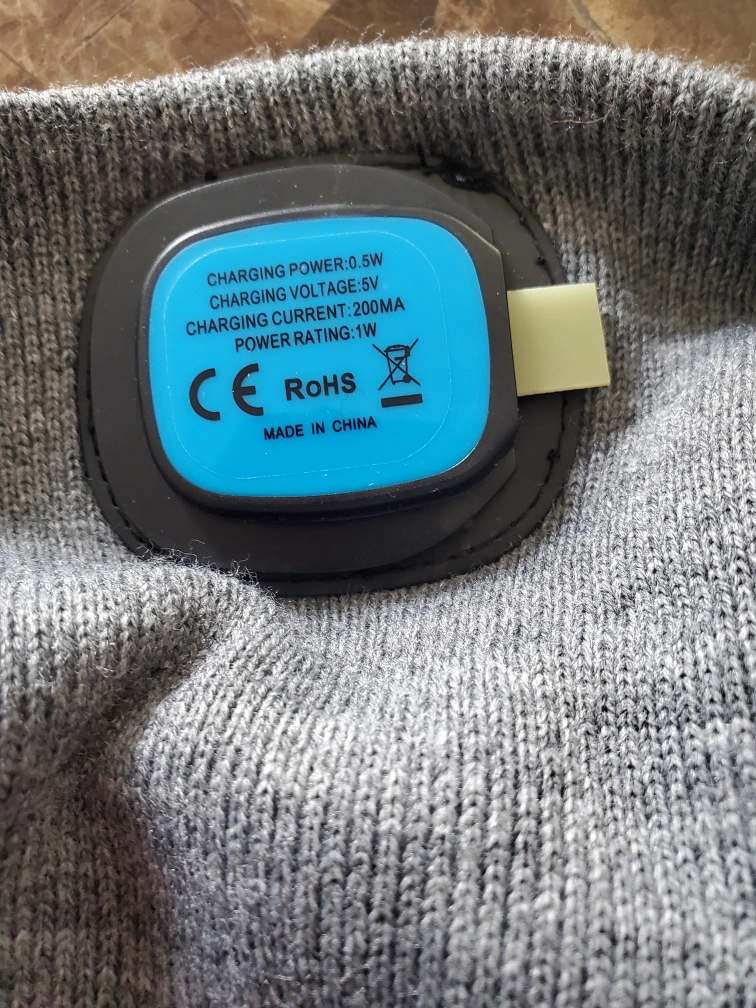 CHARGING POWER:0.5W
CHARGING VOLTAGE:5V
CHARGING CURRENT:200MA
POWER RATING:1W
CE RoHS
MADE IN CHINA